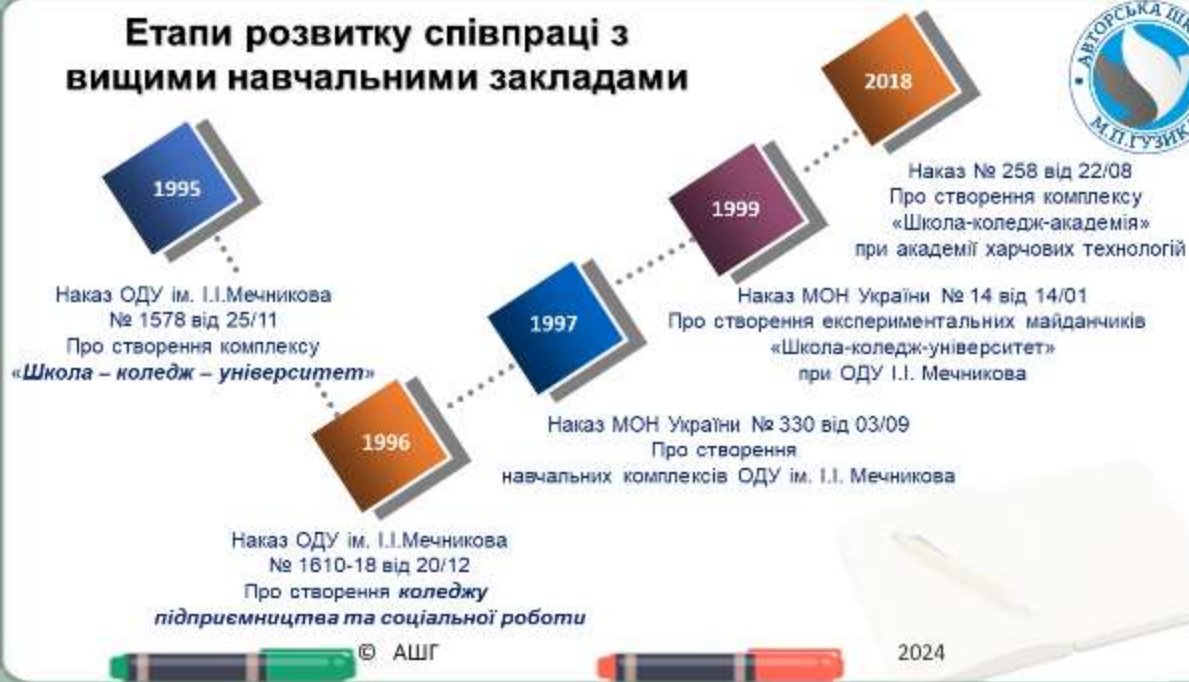 Етапи розвитку співпраці з
вищими навчальними закладами
АВТОРСЬКА
М.П.ГУЗИКА
1995
Наказ ОДУ ім. І.І.Мечникова
№ 1578 від 25/11
Про створення комплексу
«Школа – коледж – університет»
1996
Наказ ОДУ ім. І.І.Мечникова
№ 1610-18 від 20/12
Про створення коледжу
підприємництва та соціальної роботи
1997
Наказ МОН України № 330 від 03/09
Про створення
навчальних комплексів ОДУ ім. І.І. Мечникова
1999
Наказ МОН України № 14 від 14/01
Про створення експериментальних майданчиків
«Школа-коледж-університет»
при ОДУ І.І. Мечникова
2018
Наказ № 258 від 22/08
Про створення комплексу
«Школа-коледж-академія»
при академії харчових технологій
© АШГ
2024